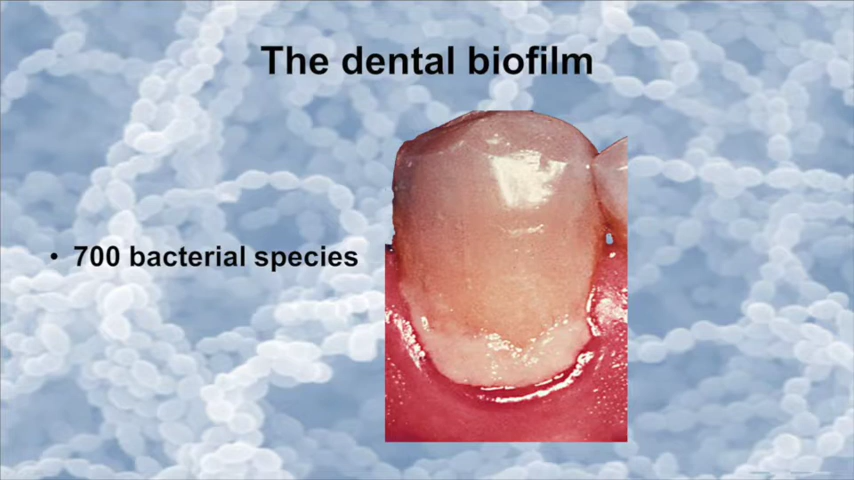 The dental biofilm
• 700 bacterial species